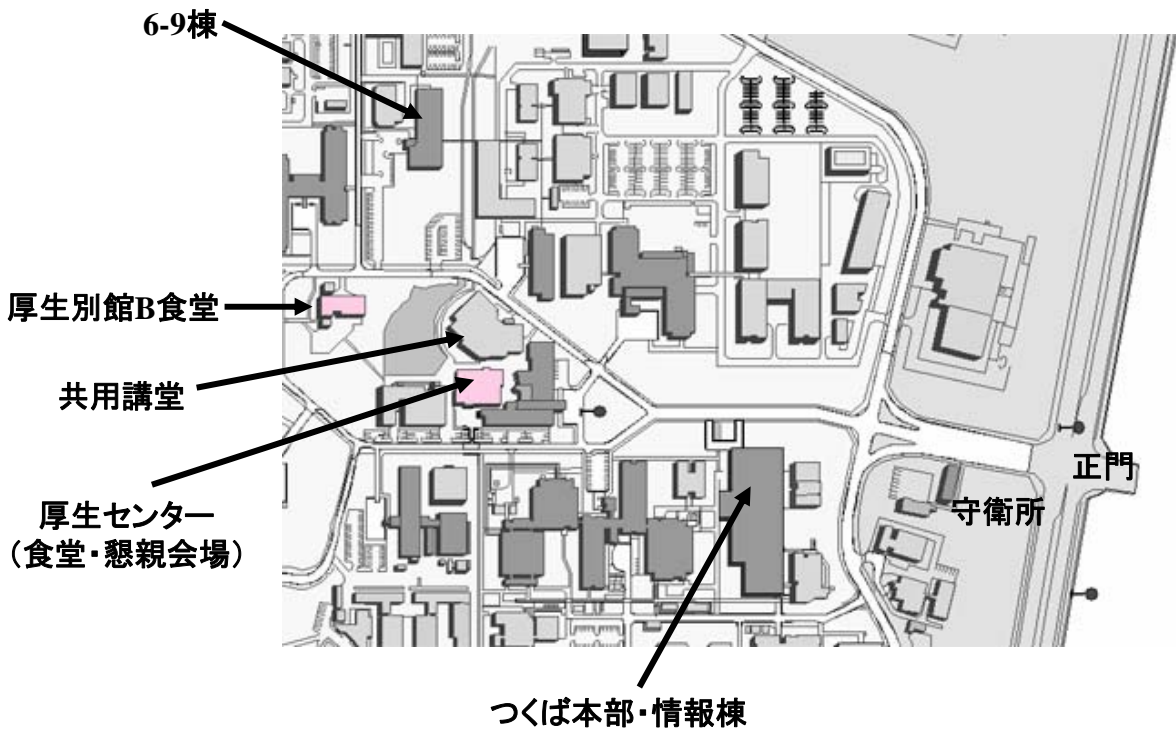 6-9棟
厚生別館B食堂
共用講堂
正門
守衛所
厚生センター
(食堂・懇親会場)
つくば本部・情報棟